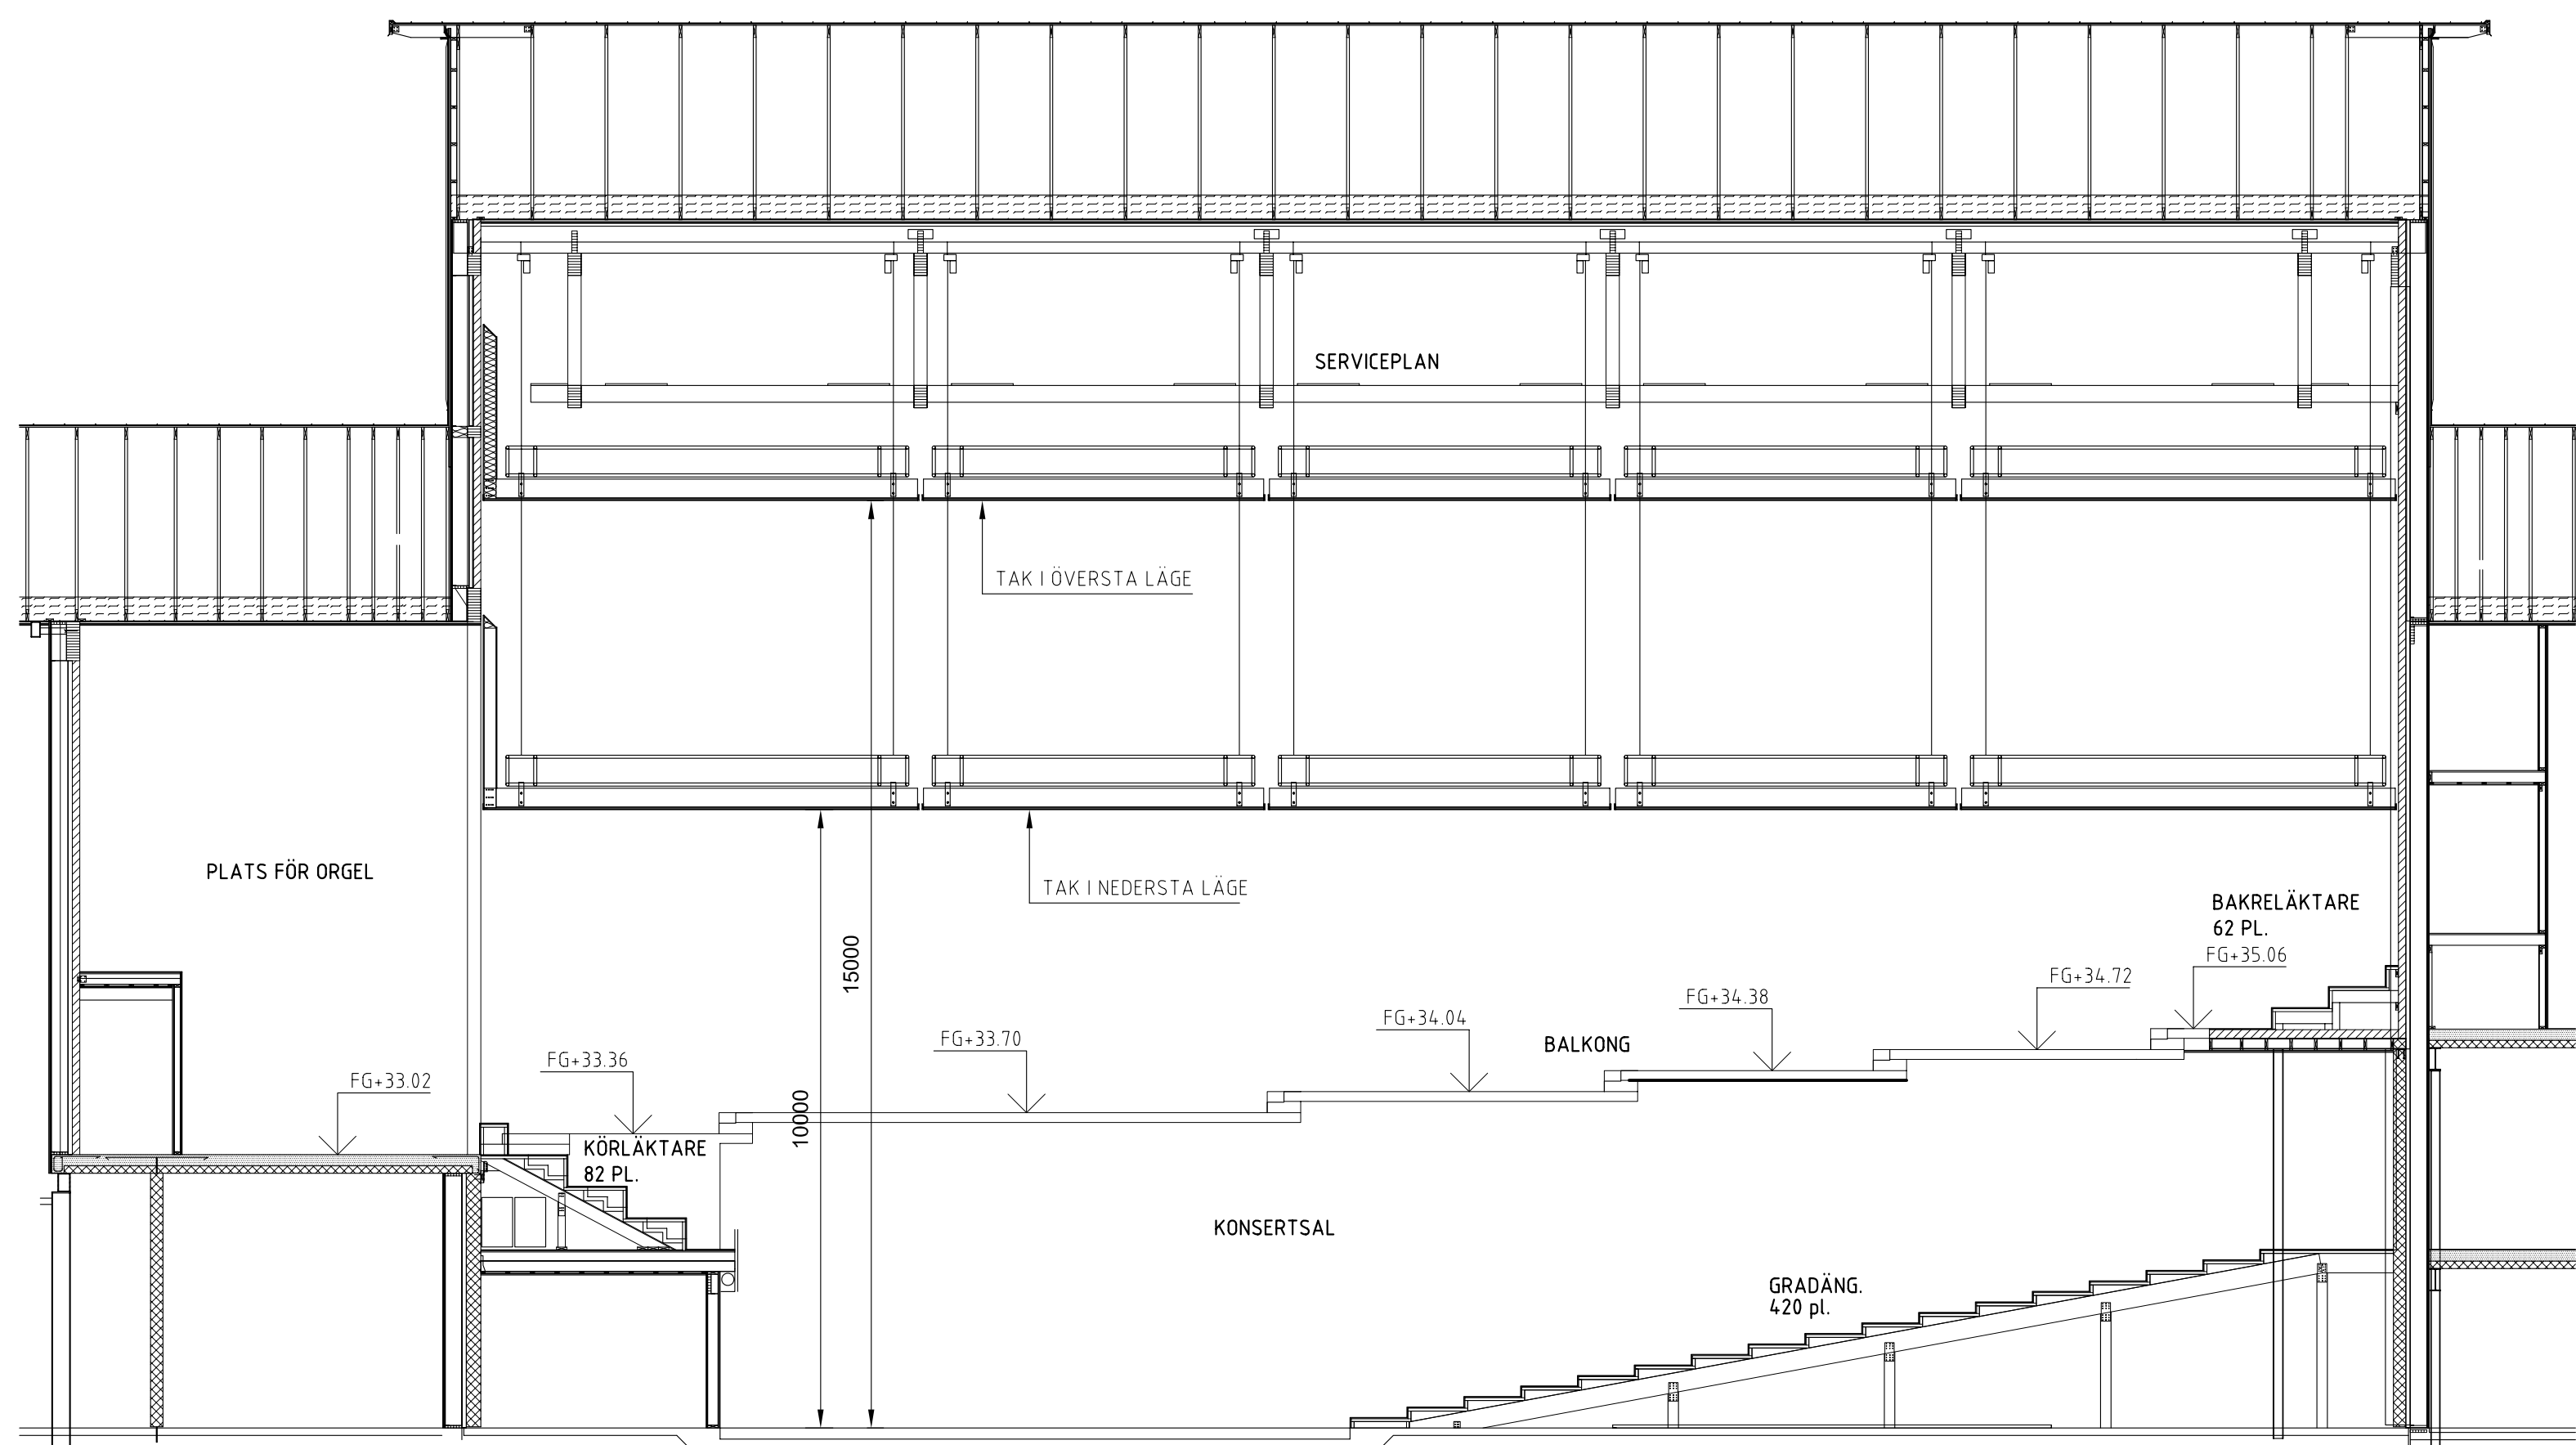 SERVICEPLAN
TAK I ÖVERSTA LÄGE
PLATS FÖR ORGEL
TAK I NEDERSTA LÄGE
BAKRELÄKTARE
62 PL.
FG+35.06
15000
FG+34.72
FG+34.38
FG+34.04
BALKONG
FG+33.70
FG+33.36
FG+33.02
10000
KÖRLÄKTARE
82 PL.
KONSERTSAL
GRADÄNG.
420 pl.